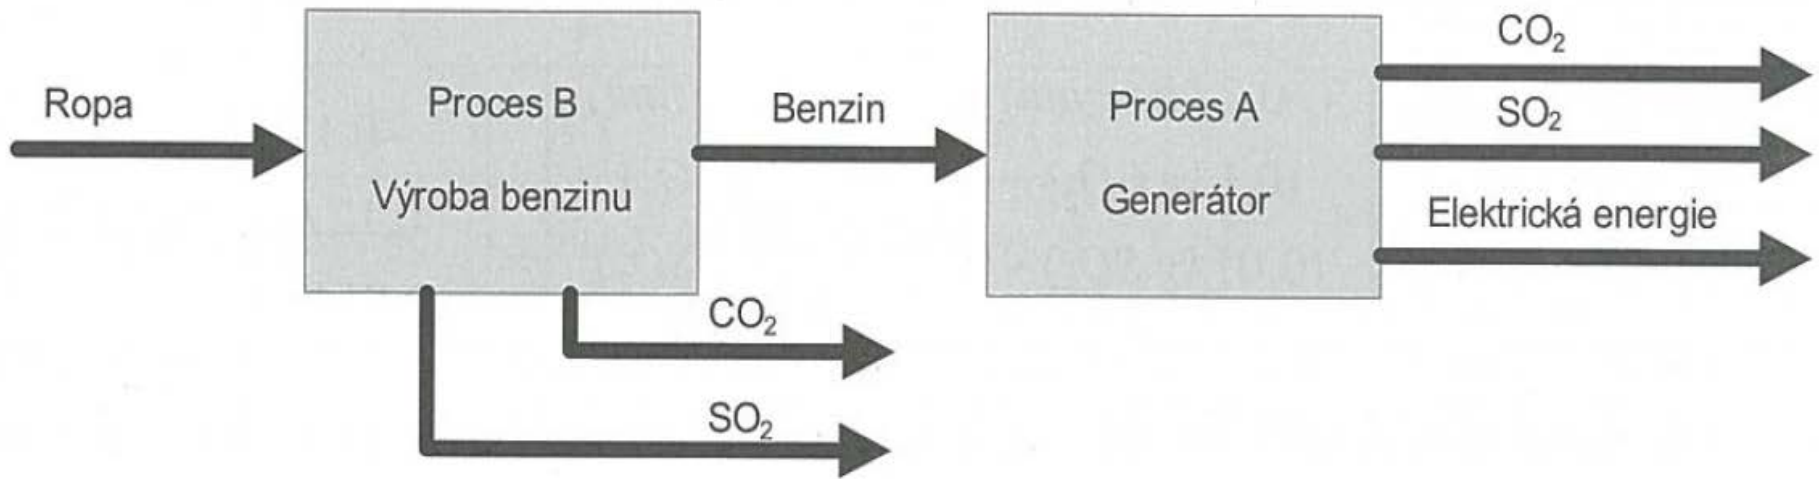 Ropa
Proces B
Výroba benzinu
Benzin
Proces A
Generátor
CO₂
SO₂
Elektrická energie
CO₂
SO₂